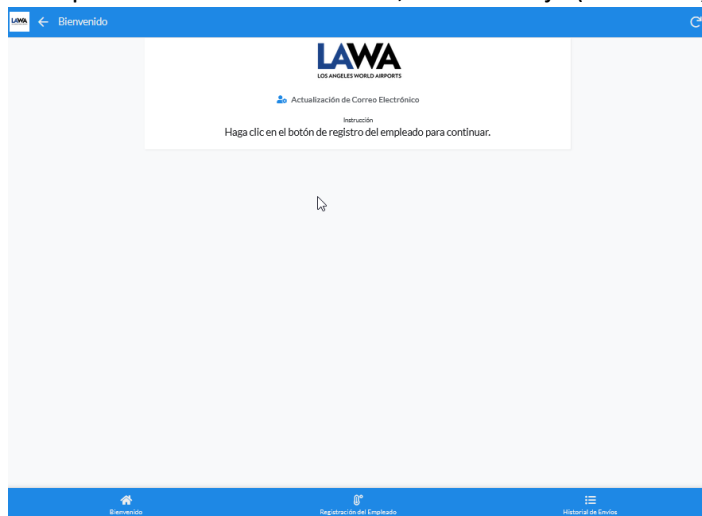 LAWA
Bienvenido
LAWA
LOS ANGELES WORLD AIRPORTS
Actualización de Correo Electrónico
Instrucción
Haga clic en el botón de registro del empleado para continuar.
Bienvenido
Registración del Empleado
Historial de Envíos